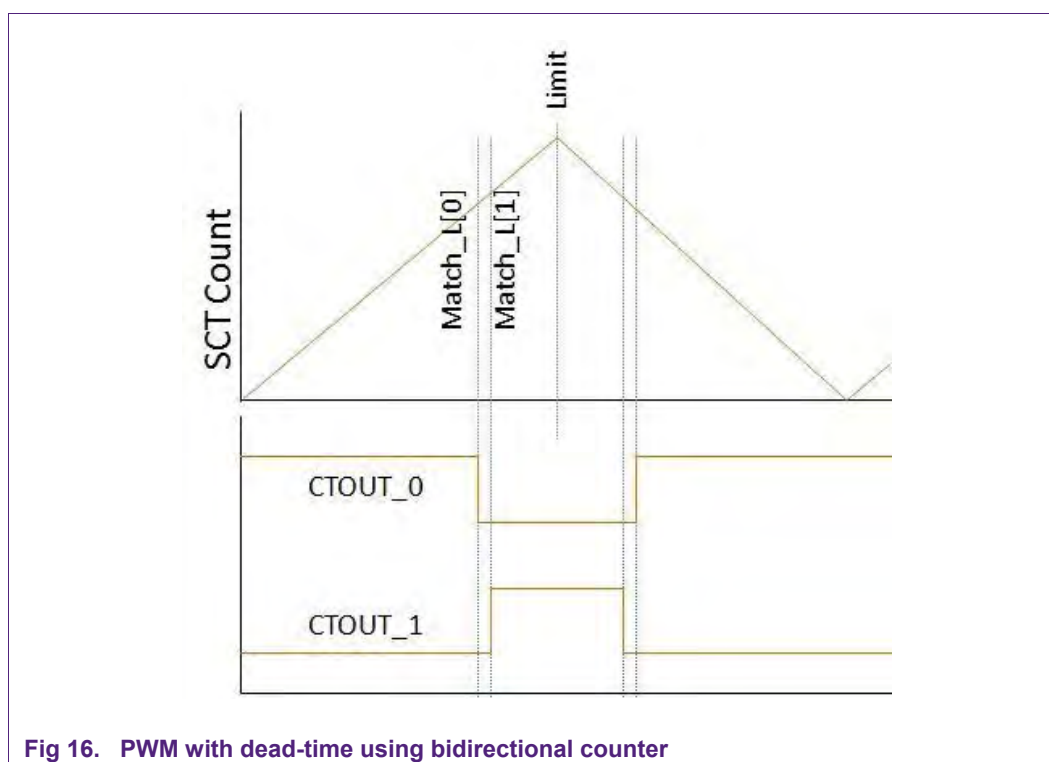 Limit
SCT Count
Match_L[0]
Match_L[1]
CTOUT_0
CTOUT_1
Fig 16. PWM with dead-time using bidirectional counter